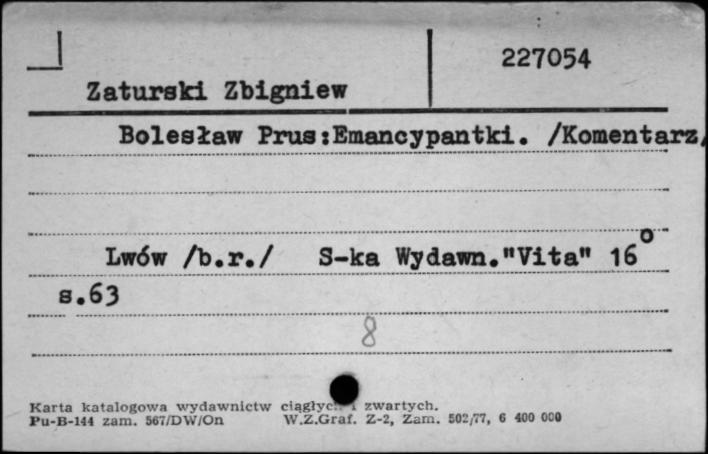 227054
Zaturski Zbigniew
Bolesław Prus:Emancypantki. /Komentarz/
Lwów /b.r./ S-ka Wydawn."Vita" 16°
s.63
8
Karta katalogowa wydawnictw ciągłych i zwartych.
Pu-B-144 zam. 567/DW/On W.Z.Graf. Z-2, Zam. 502/77, 6 400 000